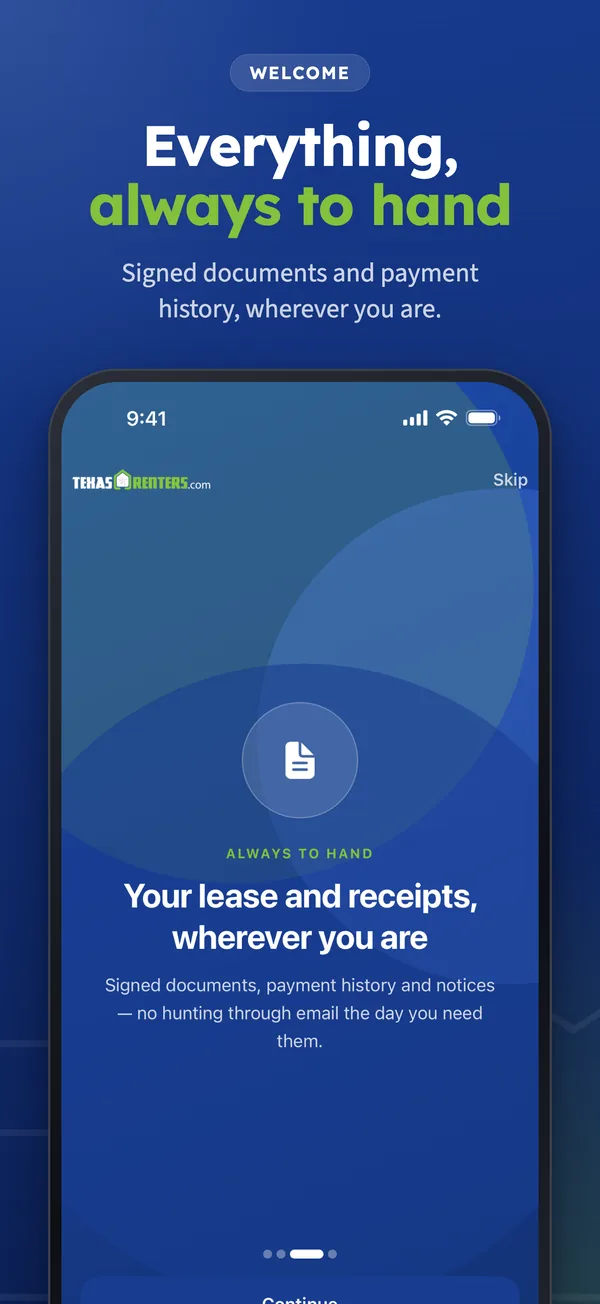 WELCOME
Everything,
always to hand
Signed documents and payment
history, wherever you are.
9:41
TEXAS RENTERS.com
Skip
ALWAYS TO HAND
Your lease and receipts,
wherever you are
Signed documents, payment history and notices
— no hunting through email the day you need
them.
Continue